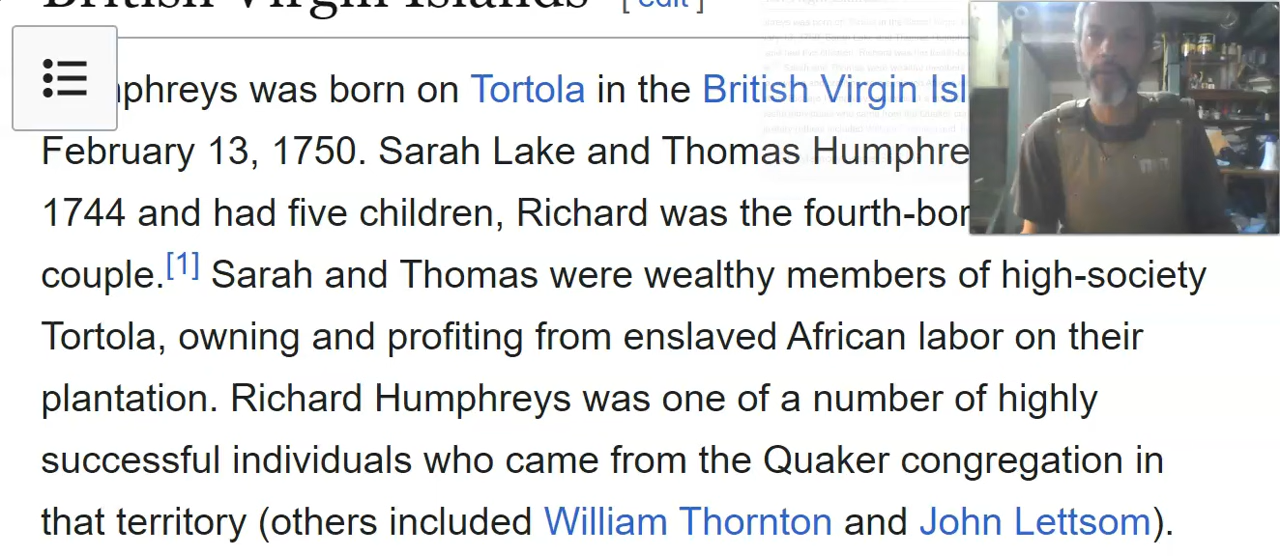 British Virgin Islands [edit]
phreys was born on Tortola in the British Virgin Isl
February 13, 1750. Sarah Lake and Thomas Humphre
1744 and had five children, Richard was the fourth-bor
couple.[1] Sarah and Thomas were wealthy members of high-society
Tortola, owning and profiting from enslaved African labor on their
plantation. Richard Humphreys was one of a number of highly
successful individuals who came from the Quaker congregation in
that territory (others included William Thornton and John Lettsom).